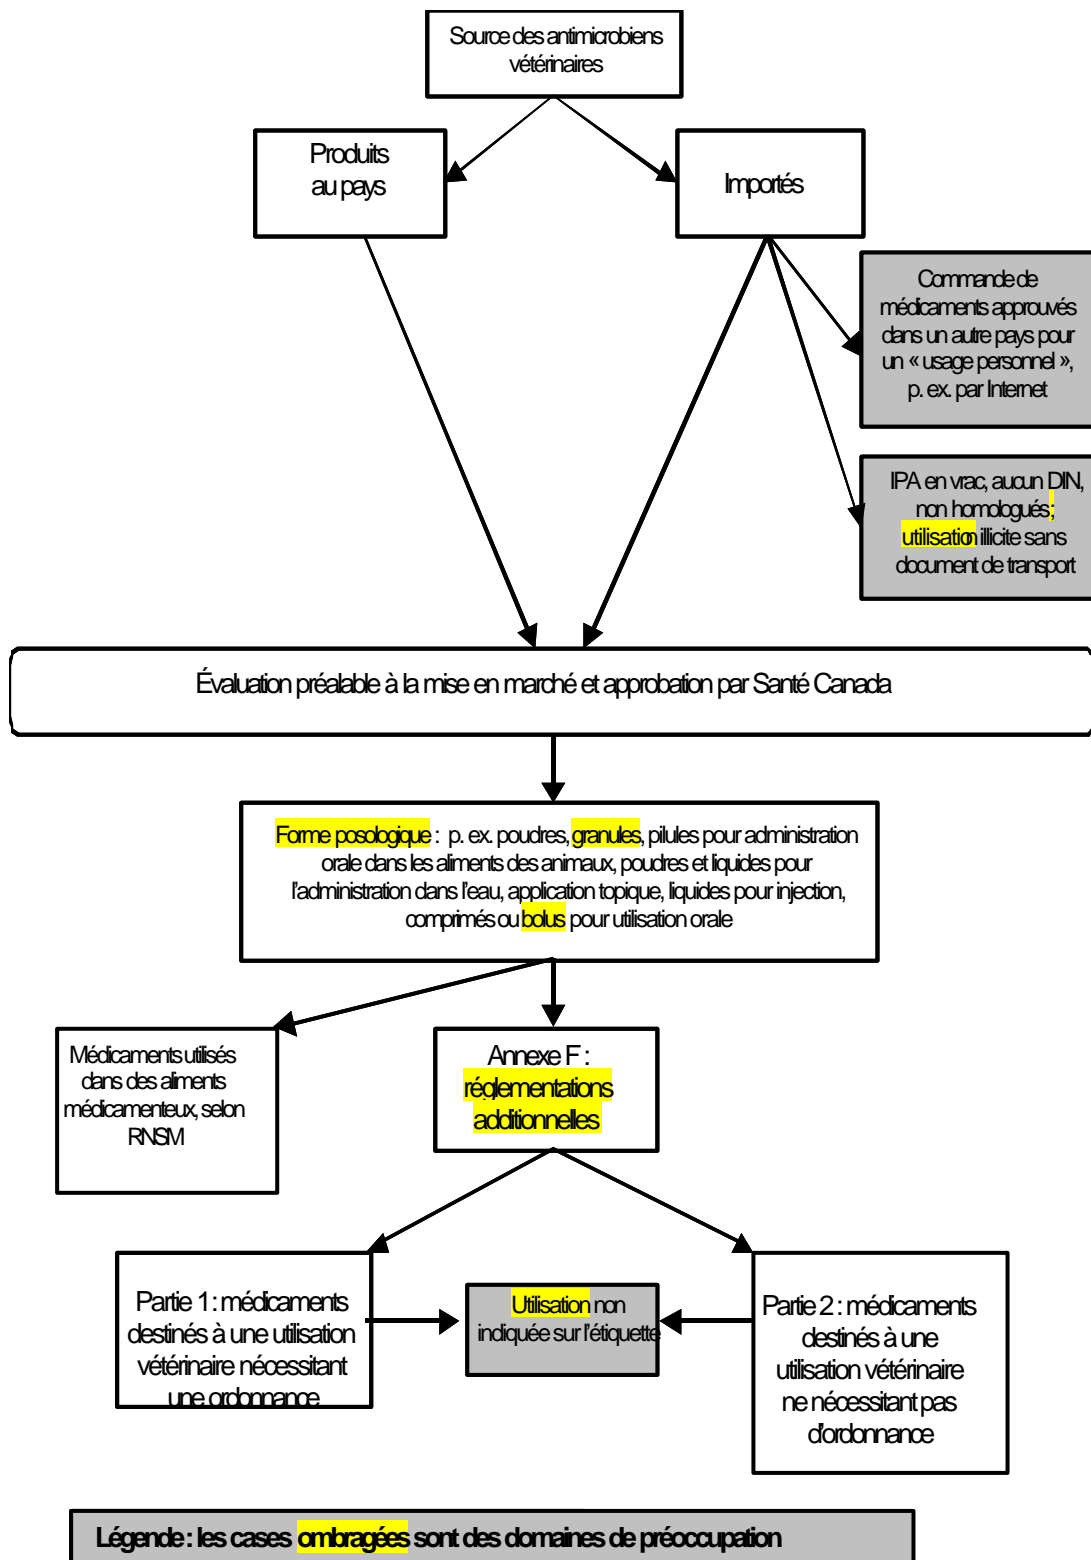 Source des antimicrobiens
vétérinaires
Produits
au pays
Importés
Commande de
médicaments approuvés
dans un autre pays pour
un « usage personnel »,
p. ex. par Internet
IPA en vrac, aucun DIN,
non homologués ;
utilisation illicite sans
document de transport
Évaluation préalable à la mise en marché et approbation par Santé Canada
Forme posologique : p. ex. poudres, granules, pilules pour administration
orale dans les aliments des animaux, poudres et liquides pour
l'administration dans l'eau, application topique, liquides pour injection,
comprimés ou bolus pour utilisation orale
Médicaments utilisés
dans des aliments
médicamenteux, selon
RNSM
Annexe F :
réglementations
additionnelles
Partie 1 : médicaments
destinés à une utilisation
vétérinaire nécessitant
une ordonnance
Utilisation non
indiquée sur l'étiquette
Partie 2 : médicaments
destinés à une
utilisation vétérinaire
ne nécessitant pas
d'ordonnance
Légende : les cases ombragées sont des domaines de préoccupation